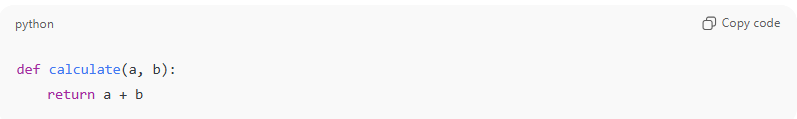 python
Copy code
def calculate(a, b):
    return a + b